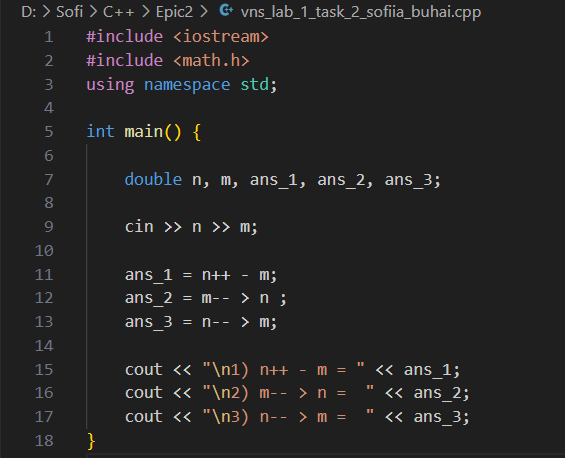 D: > Sofi > C++ > Epic2 > vns_lab_1_task_2_sofiia_buhai.cpp
1 #include <iostream>
2 #include <math.h>
3 using namespace std;
4
5 int main() {
6
7 double n, m, ans_1, ans_2, ans_3;
8
9 cin >> n >> m;
10
11 ans_1 = n++ - m;
12 ans_2 = m-- > n ;
13 ans_3 = n-- > m;
14
15 cout << "\n1) n++ - m = " << ans_1;
16 cout << "\n2) m-- > n =  " << ans_2;
17 cout << "\n3) n-- > m =  " << ans_3;
18 }